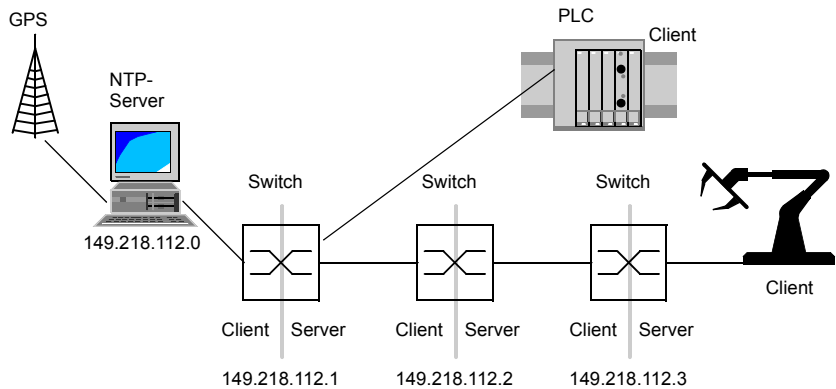 GPS
PLC
Client
NTP-
Server
149.218.112.0
Switch
Switch
Switch
Client
Client Server
Client Server
Client Server
149.218.112.1
149.218.112.2
149.218.112.3